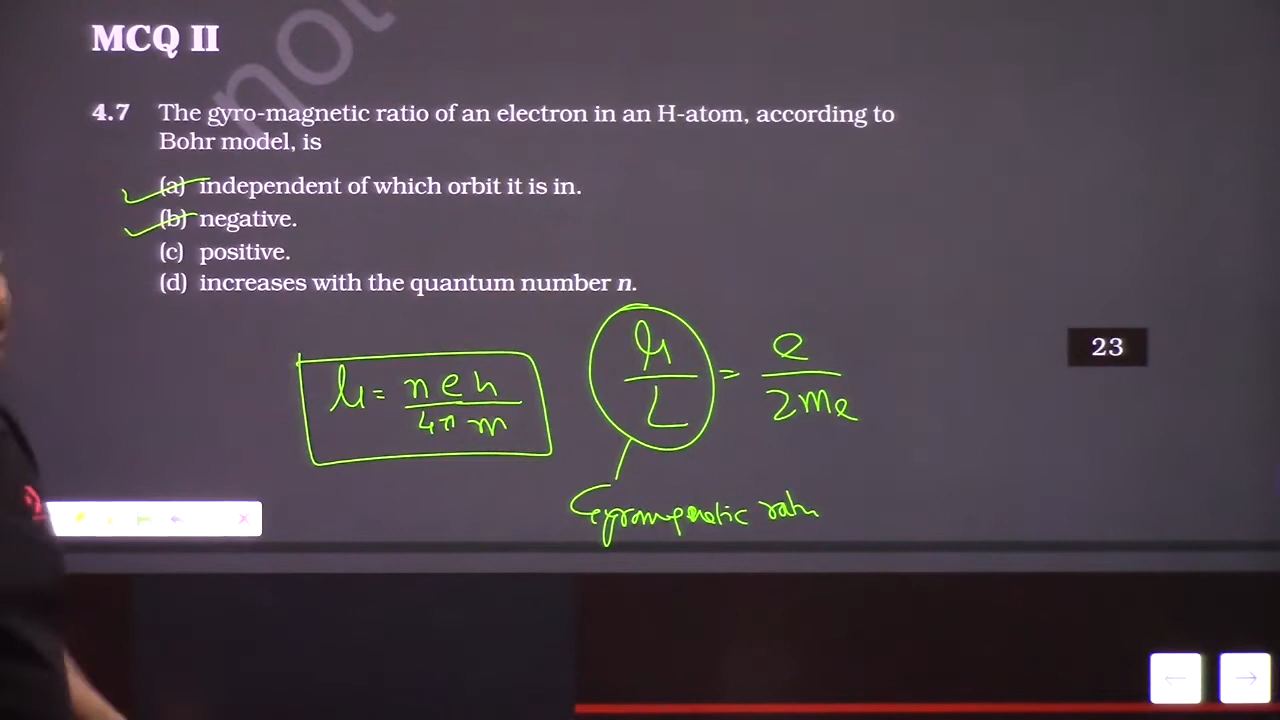 not
MCQ II
4.7 The gyro-magnetic ratio of an electron in an H-atom, according to
Bohr model, is
(a) independent of which orbit it is in.
(b) negative.
(c) positive.
(d) increases with the quantum number n.
23
μ = neh / 4πm
μ / L = e / 2me
Gyromagnetic ratio